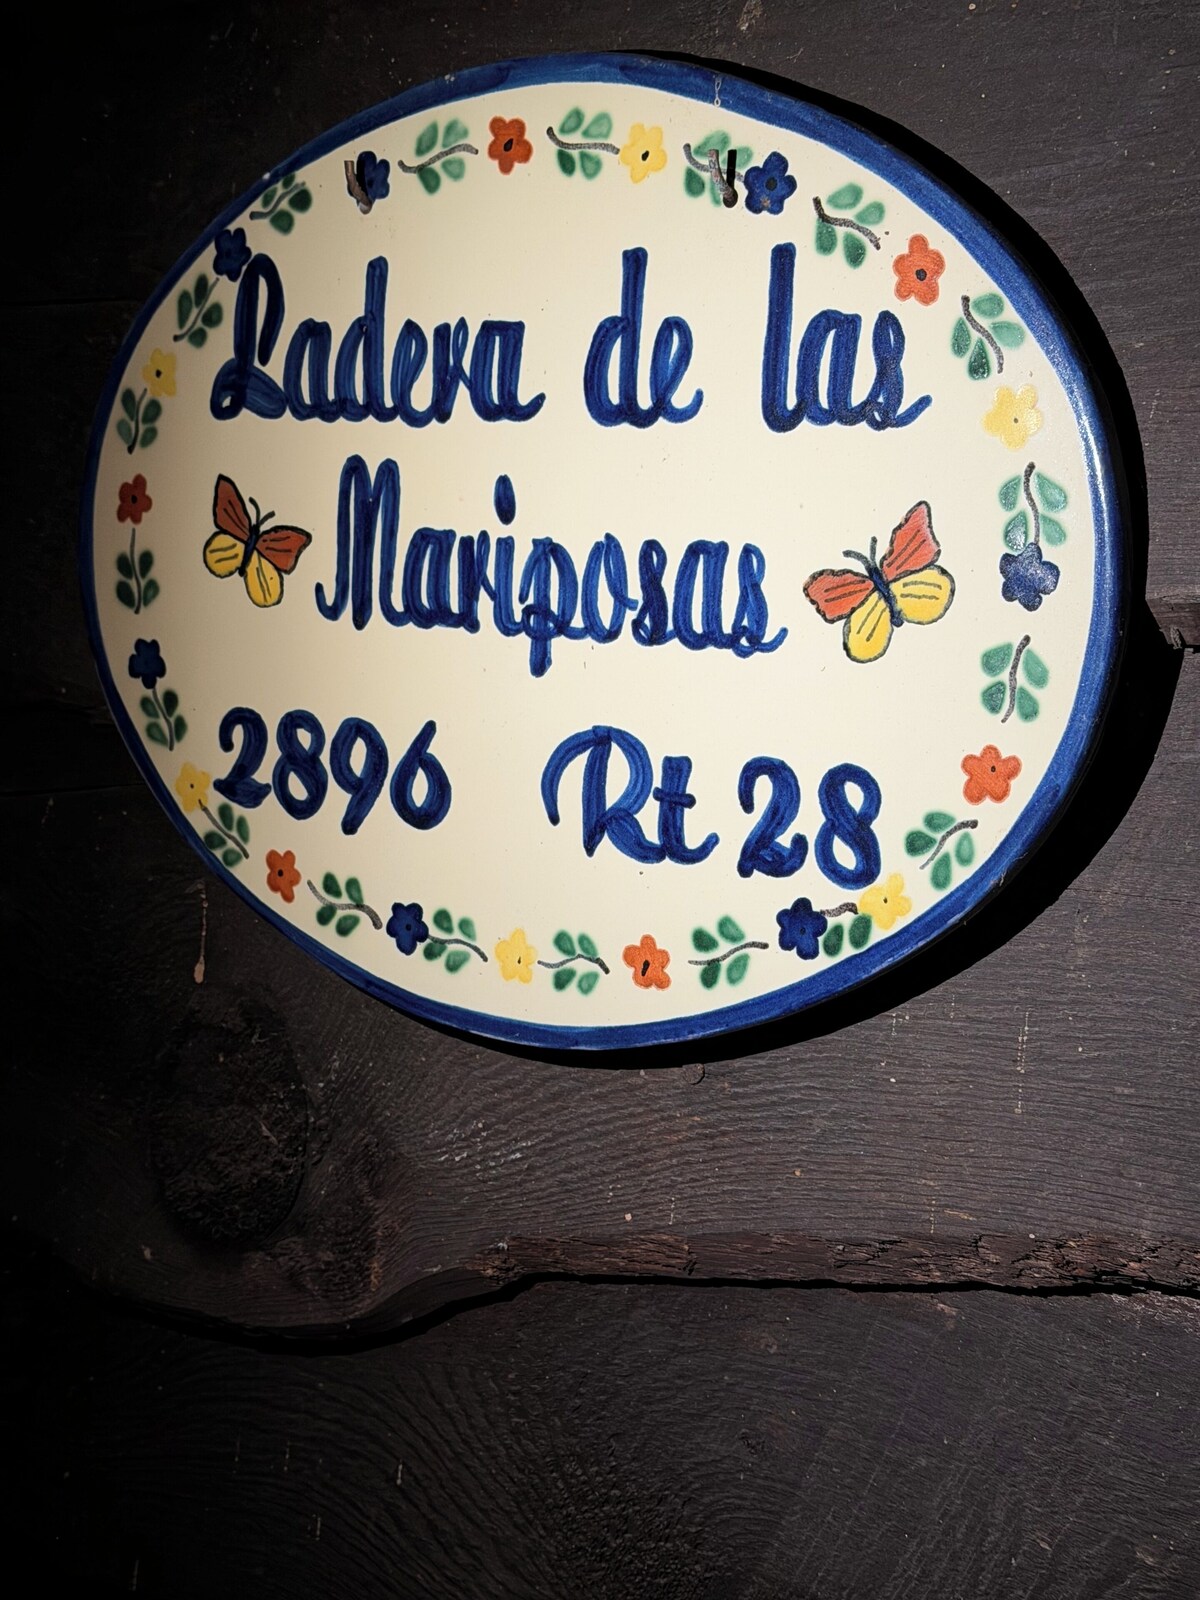 Ladera de las
Mariposas
2896 Rt 28